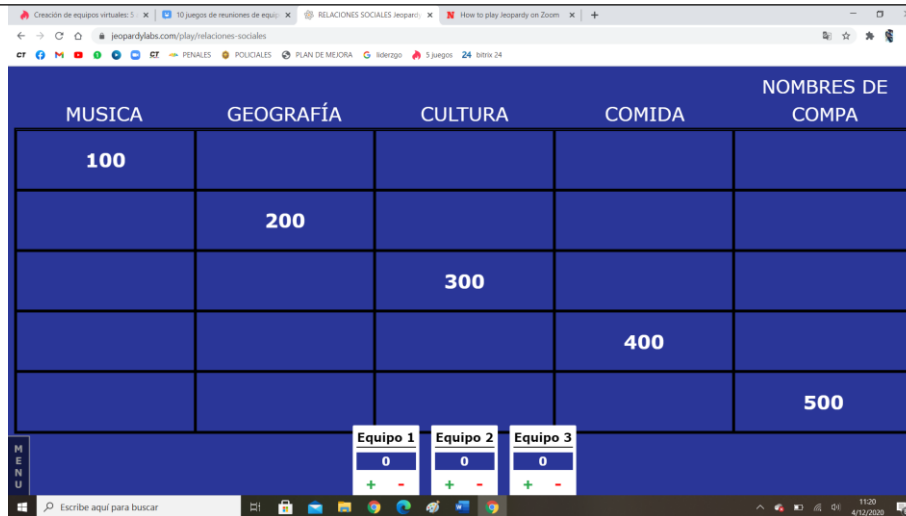 Creación de equipos virtuales: 5
10 juegos de reuniones de equip
RELACIONES SOCIALES Jeopardy
How to play Jeopardy on Zoom
jeopardylabs.com/play/relaciones-sociales
CT
CT
PENALES
POLICIALES
PLAN DE MEJORA
liderzgo
5 juegos
24 bitrix 24
MUSICA
GEOGRAFÍA
CULTURA
COMIDA
NOMBRES DE
COMPA
100
200
300
400
500
MENU
Equipo 1
Equipo 2
Equipo 3
0
0
0
+ -
+ -
+ -
Escribe aquí para buscar
11:20
4/12/2020